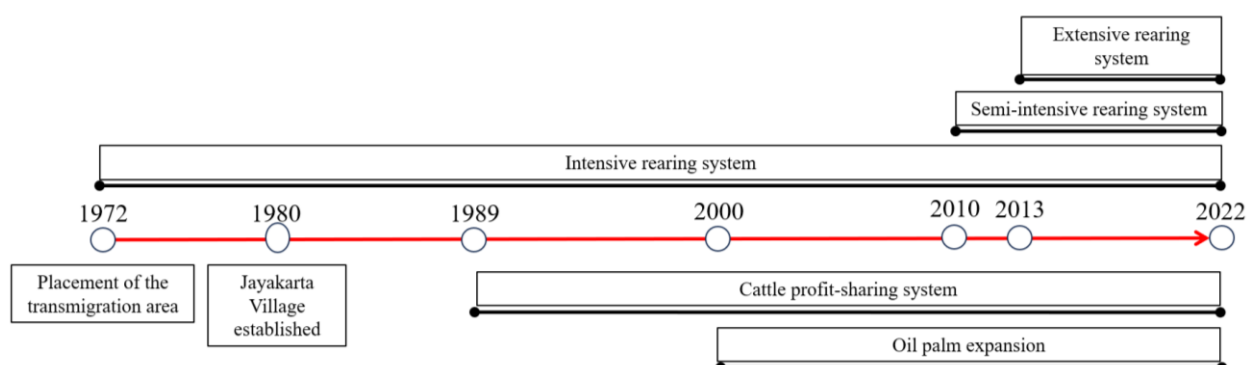 Extensive rearing
system
Semi-intensive rearing system
Intensive rearing system
1972
1980
1989
2000
2010
2013
2022
Placement of the
transmigration area
Jayakarta
Village
established
Cattle profit-sharing system
Oil palm expansion